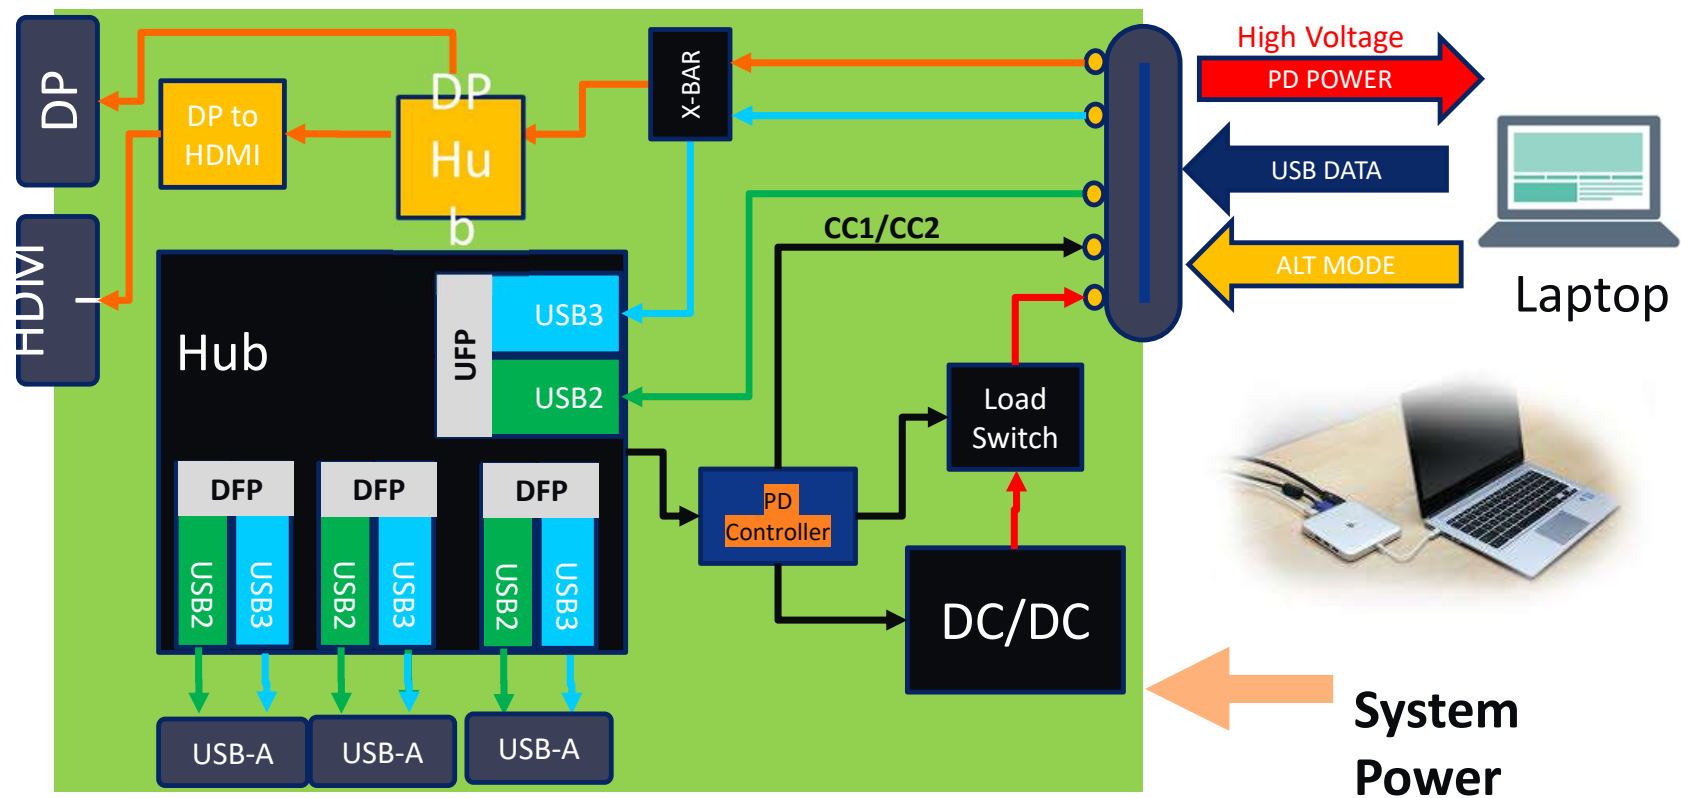 High Voltage
PD POWER
USB DATA
ALT MODE
Laptop
DP
HDMI
DP to
HDMI
DP
Hu
b
X-BAR
CC1/CC2
Hub
UFP
USB3
USB2
DFP
DFP
DFP
USB2
USB3
USB2
USB3
USB2
USB3
USB-A
USB-A
USB-A
PD
Controller
Load
Switch
DC/DC
System
Power